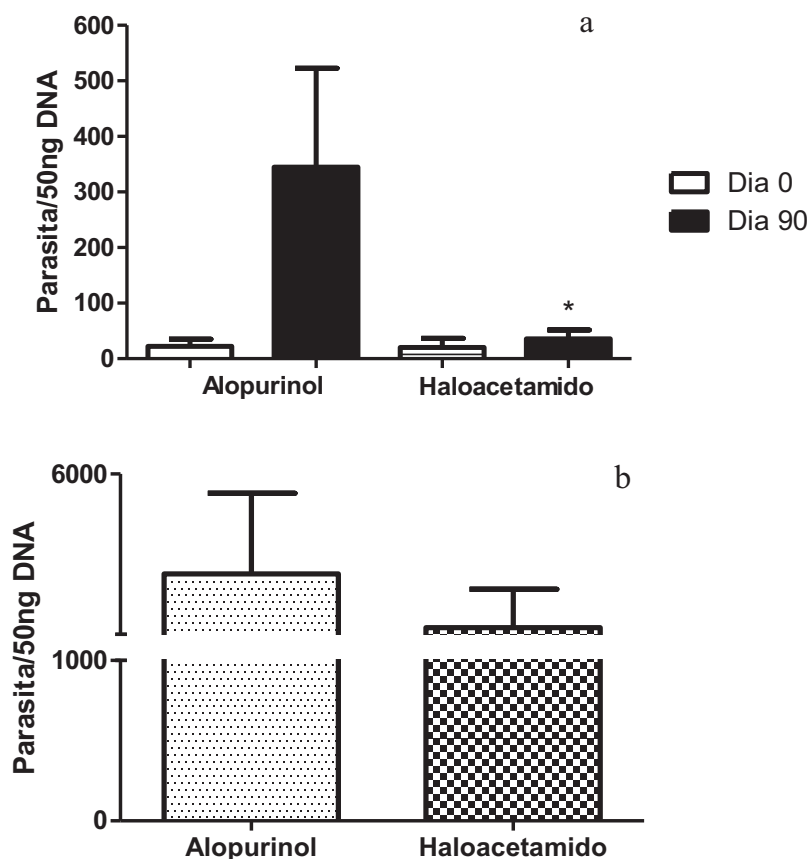 a
600
500
400
300
200
100
0
Parasita/50ng DNA
Alopurinol Haloacetamido
*
Dia 0
Dia 90
b
6000
1000
0
Parasita/50ng DNA
Alopurinol Haloacetamido